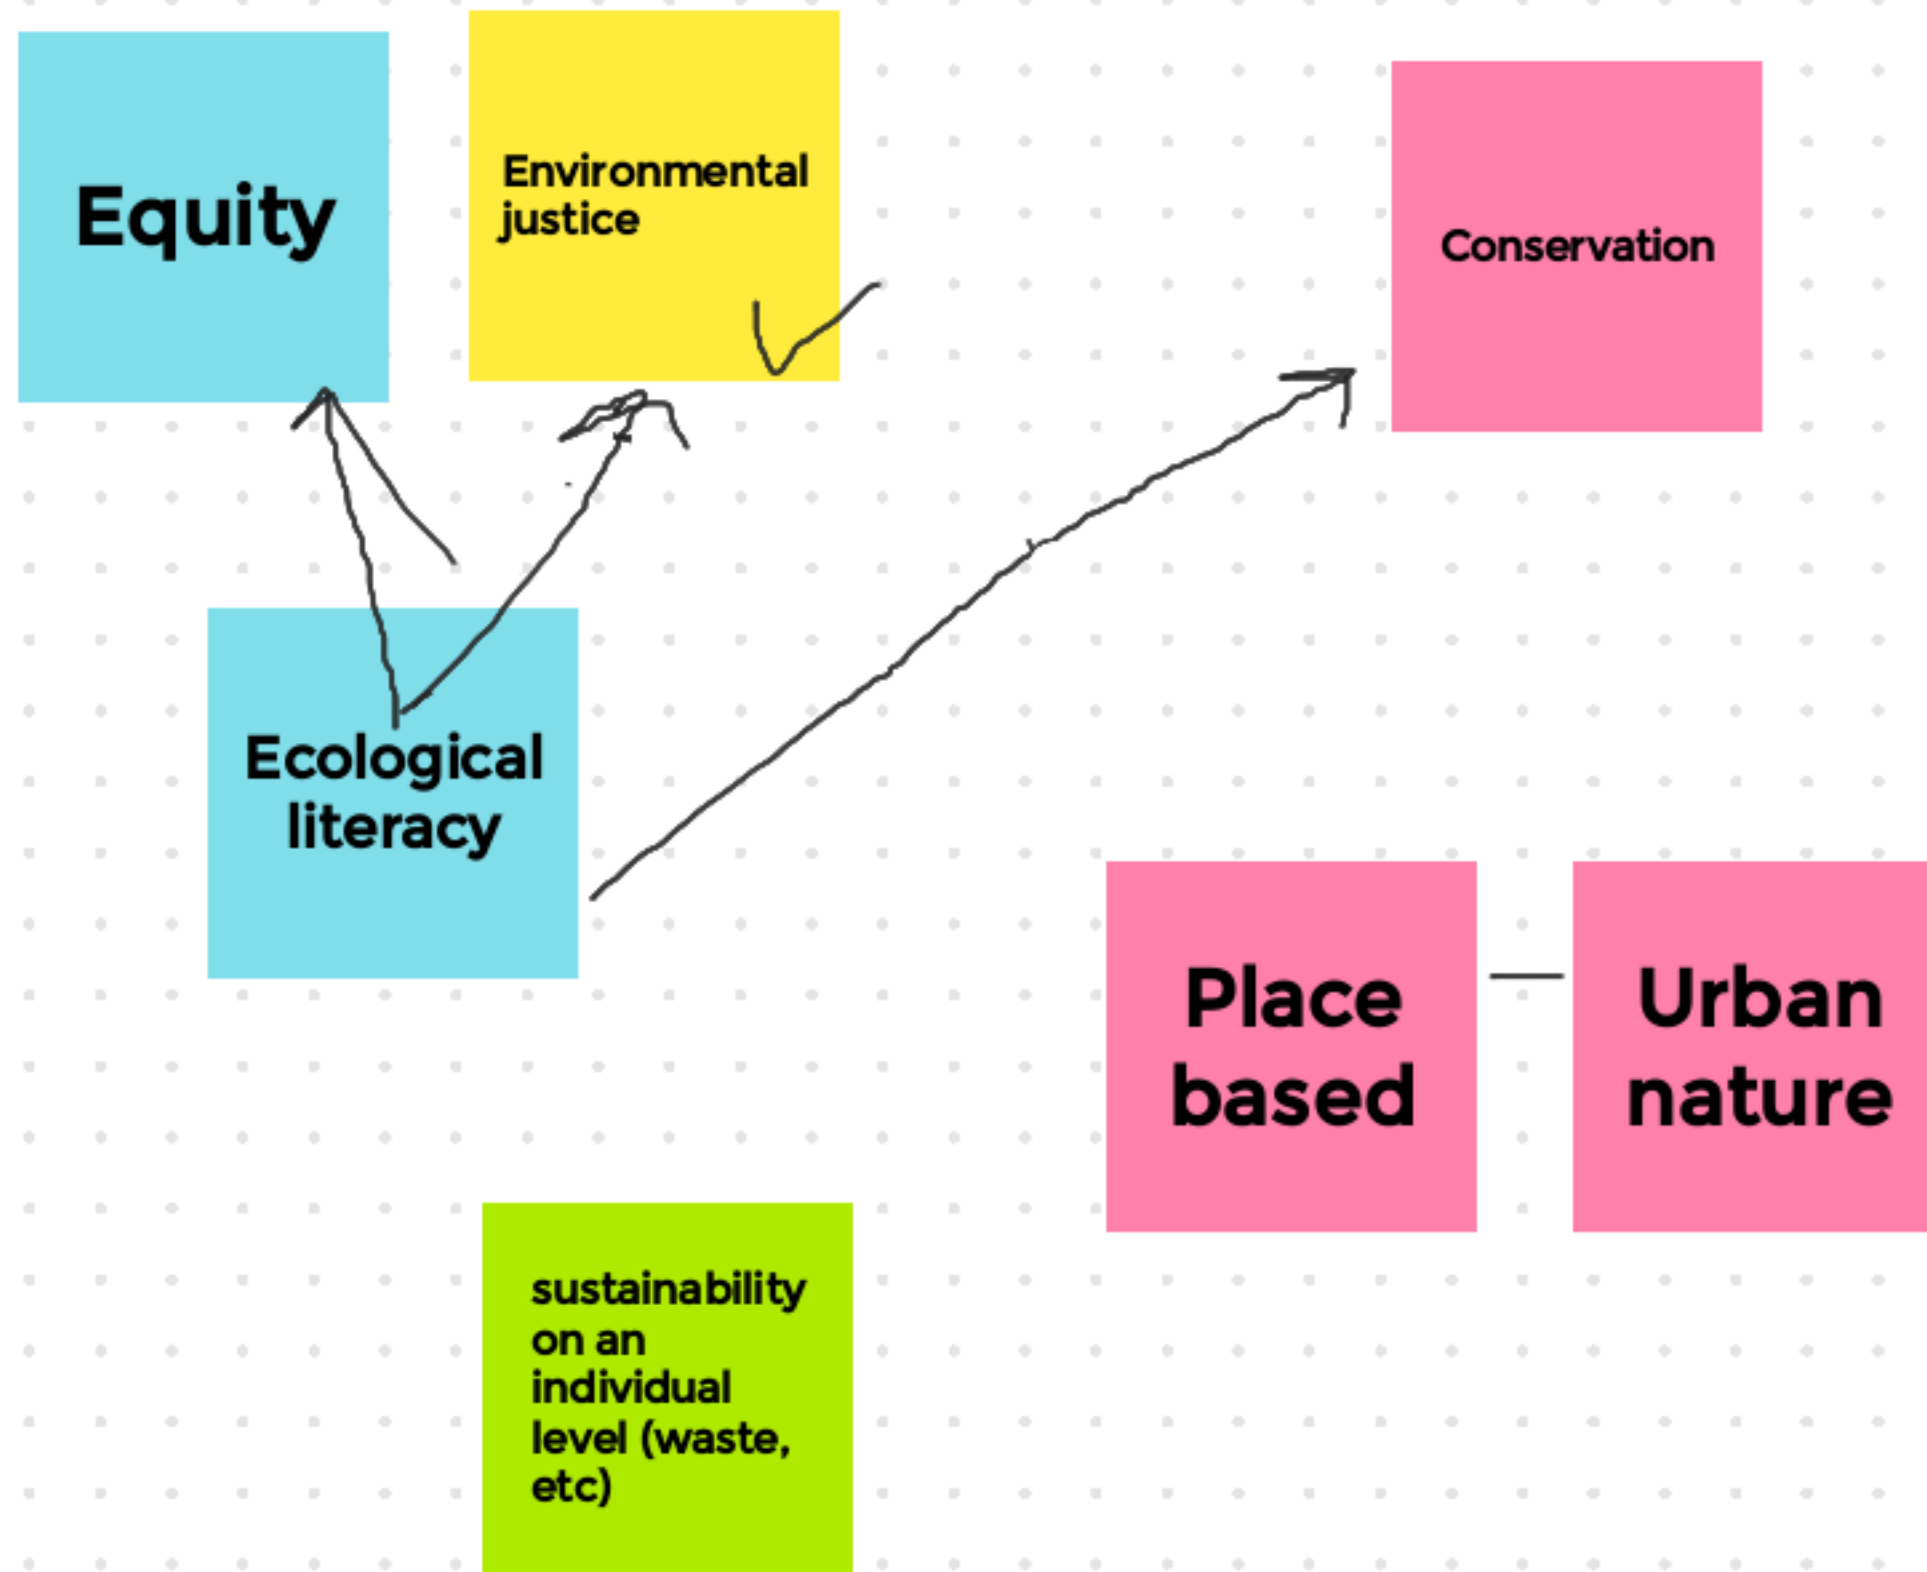 Equity
Environmental
justice
Conservation
Ecological
literacy
Place
based
Urban
nature
sustainability
on an
individual
level (waste,
etc)